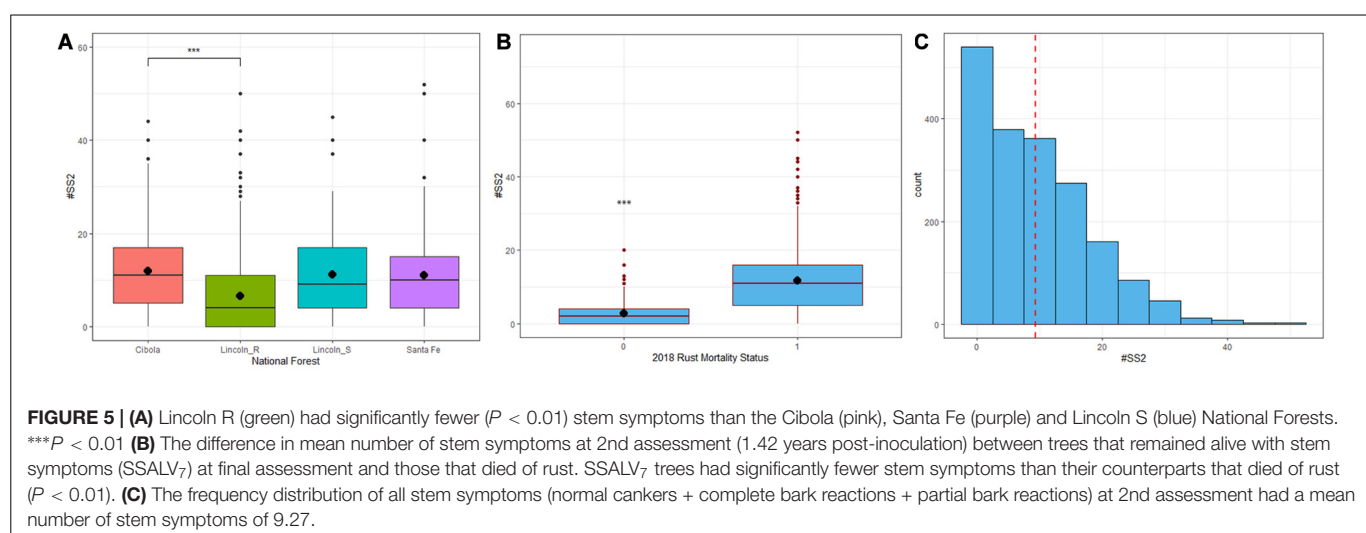 A
B
C
***
60
40
20
0
#SS2
Cibola
Lincoln_R
Lincoln_S
Santa Fe
National Forest
***
60
40
20
0
#SS2
0
1
2018 Rust Mortality Status
400
200
0
count
0
20
40
#SS2
FIGURE 5 | (A) Lincoln R (green) had significantly fewer (P < 0.01) stem symptoms than the Cibola (pink), Santa Fe (purple) and Lincoln S (blue) National Forests.
***P < 0.01 (B) The difference in mean number of stem symptoms at 2nd assessment (1.42 years post-inoculation) between trees that remained alive with stem
symptoms (SSALV₇) at final assessment and those that died of rust. SSALV₇ trees had significantly fewer stem symptoms than their counterparts that died of rust
(P < 0.01). (C) The frequency distribution of all stem symptoms (normal cankers + complete bark reactions + partial bark reactions) at 2nd assessment had a mean
number of stem symptoms of 9.27.